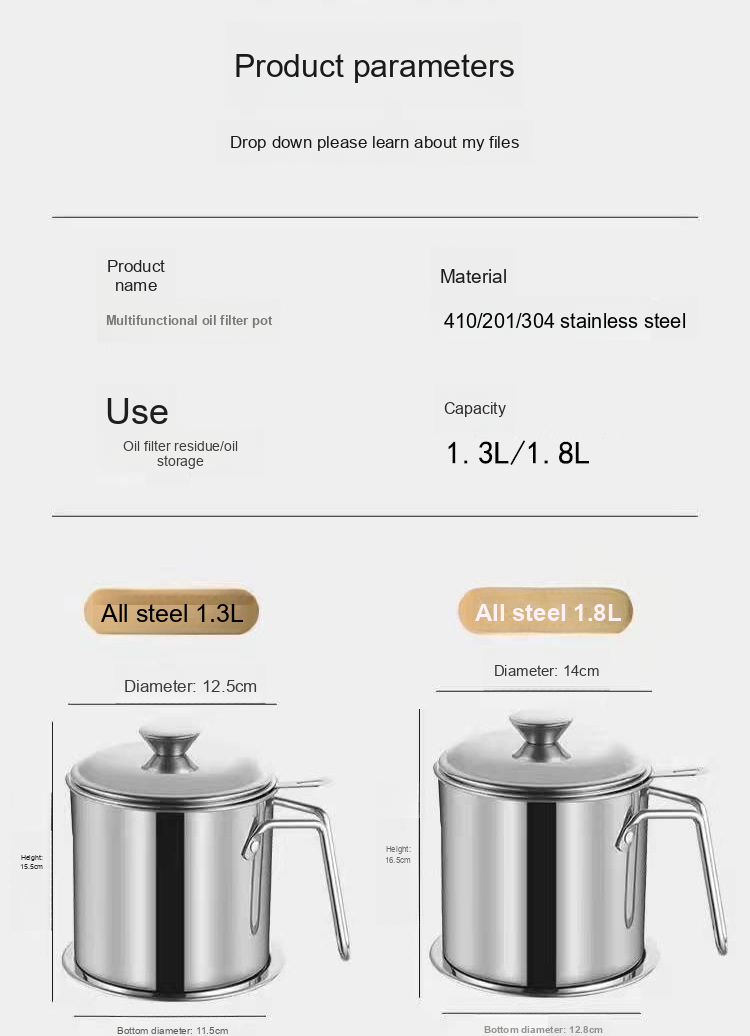 Product parameters
Drop down please learn about my files
Product
name
Material
Multifunctional oil filter pot
410/201/304 stainless steel
Use
Capacity
Oil filter residue/oil
storage
1. 3L/1. 8L
All steel 1.3L
All steel 1.8L
Diameter: 12.5cm
Diameter: 14cm
Height:
15.5cm
Height:
16.5cm
Bottom diameter: 11.5cm
Bottom diameter: 12.8cm